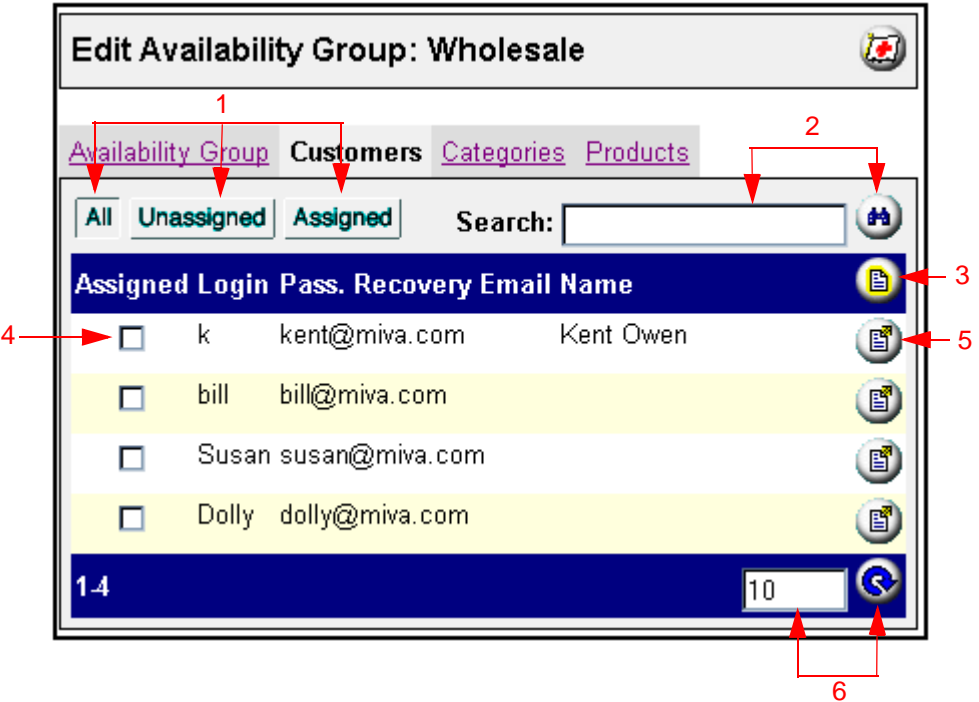 Edit Availability Group: Wholesale
1
2
Availability Group Customers Categories Products
All Unassigned Assigned Search:
Assigned Login Pass. Recovery Email Name
3
4
k kent@miva.com Kent Owen
5
bill bill@miva.com
Susan susan@miva.com
Dolly dolly@miva.com
1-4
10
6